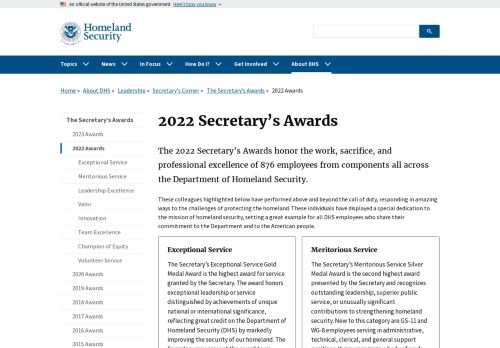 An official website of the United States government Here's how you know
Homeland
Security
Topics News In Focus How Do I? Get Involved About DHS
Home » About DHS » Leadership » Secretary's Corner » The Secretary's Awards » 2022 Awards
The Secretary's Awards
2023 Awards
2022 Awards
Exceptional Service
Meritorious Service
Leadership Excellence
Valor
Innovation
Team Excellence
Champion of Equity
Volunteer Service
2020 Awards
2019 Awards
2018 Awards
2017 Awards
2016 Awards
2015 Awards
2022 Secretary's Awards
The 2022 Secretary's Awards honor the work, sacrifice, and
professional excellence of 876 employees from components all across
the Department of Homeland Security.
These colleagues highlighted below have performed above and beyond the call of duty, responding in amazing
ways to the challenges of protecting the homeland. These individuals have displayed a special dedication to
the mission of homeland security, setting a great example for all DHS employees who share their
commitment to the Department and to the American people.
Exceptional Service
The Secretary's Exceptional Service Gold
Medal Award is the highest award for service
granted by the Secretary. The award honors
exceptional leadership or service
distinguished by achievements of unique
national or international significance,
reflecting great credit on the Department of
Homeland Security (DHS) by markedly
improving the security of our homeland. The
Meritorious Service
The Secretary's Meritorious Service Silver
Medal Award is the second highest award
presented by the Secretary and recognizes
outstanding leadership, superior public
service, or unusually significant
contributions to strengthening homeland
security. New to this category are GS-11 and
WG-8 employees serving in administrative,
technical, clerical, and general support